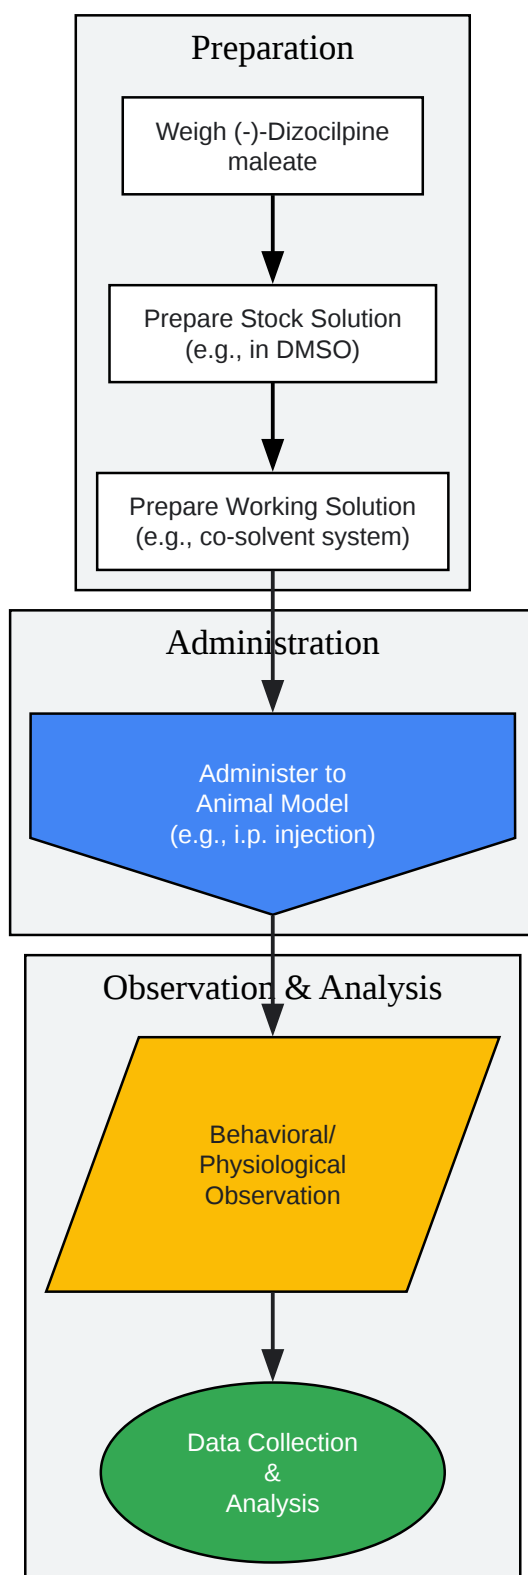 Preparation
Weigh (-)-Dizocilpine
maleate
Prepare Stock Solution
(e.g., in DMSO)
Prepare Working Solution
(e.g., co-solvent system)
Administration
Administer to
Animal Model
(e.g., i.p. injection)
Observation & Analysis
Behavioral/
Physiological
Observation
Data Collection
&
Analysis